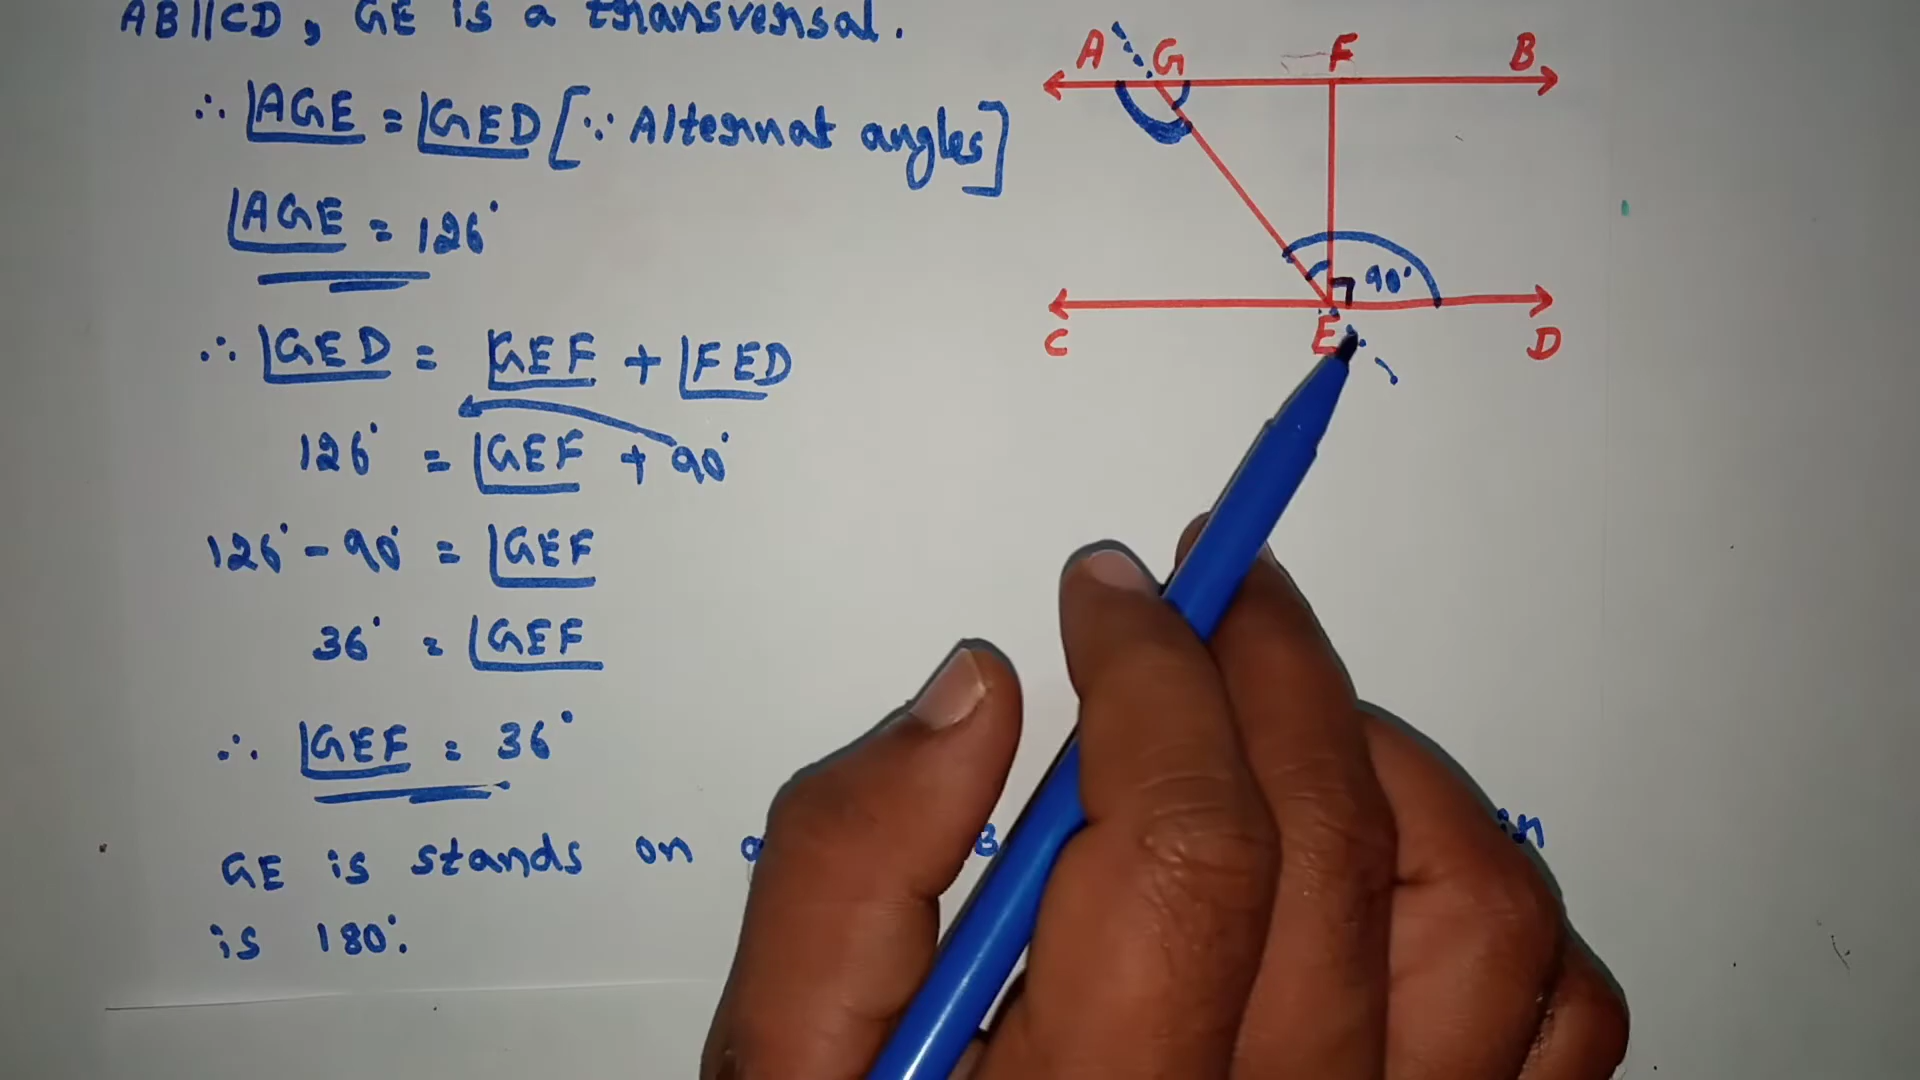 AB||CD, GE is a transversal.
∴ ∠AGE = ∠GED [∵ Alternat angles]
∠AGE = 126°
∴ ∠GED = ∠GEF + ∠FED
126° = ∠GEF + 90°
126° - 90° = ∠GEF
36° = ∠GEF
∴ ∠GEF = 36°
GE is stands on
is 180°.
A G F B
90°
C E D